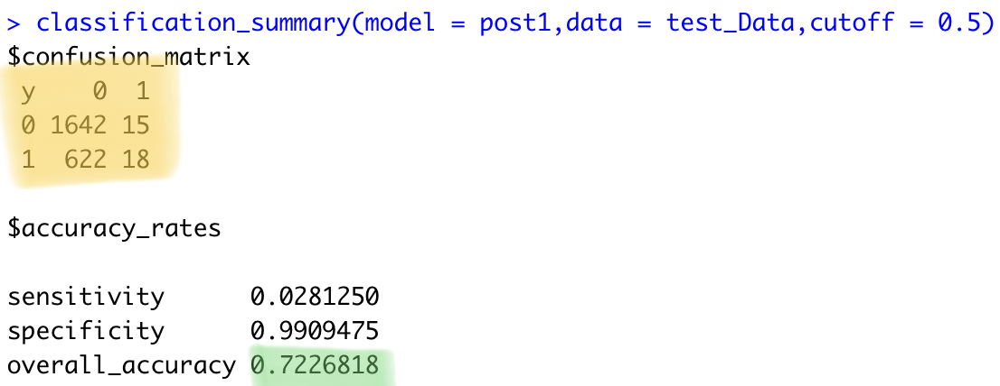 > classification_summary(model = post1,data = test_Data,cutoff = 0.5)
$confusion_matrix
y    0  1
0 1642 15
1  622 18
$accuracy_rates
sensitivity      0.0281250
specificity      0.9909475
overall_accuracy 0.7226818